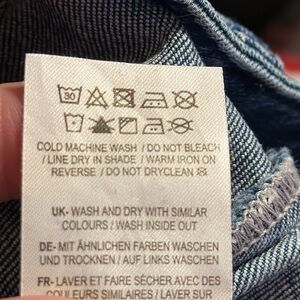 30
COLD MACHINE WASH / DO NOT BLEACH
/ LINE DRY IN SHADE / WARM IRON ON
REVERSE / DO NOT DRYCLEAN
UK- WASH AND DRY WITH SIMILAR
COLOURS / WASH INSIDE OUT
DE- MIT ÄHNLICHEN FARBEN WASCHEN
UND TROCKNEN / AUF LINKS WASCHEN
FR- LAVER ET FAIRE SÉCHER AVEC DES
COULEURS SIMILAIRES / LAVER SUR